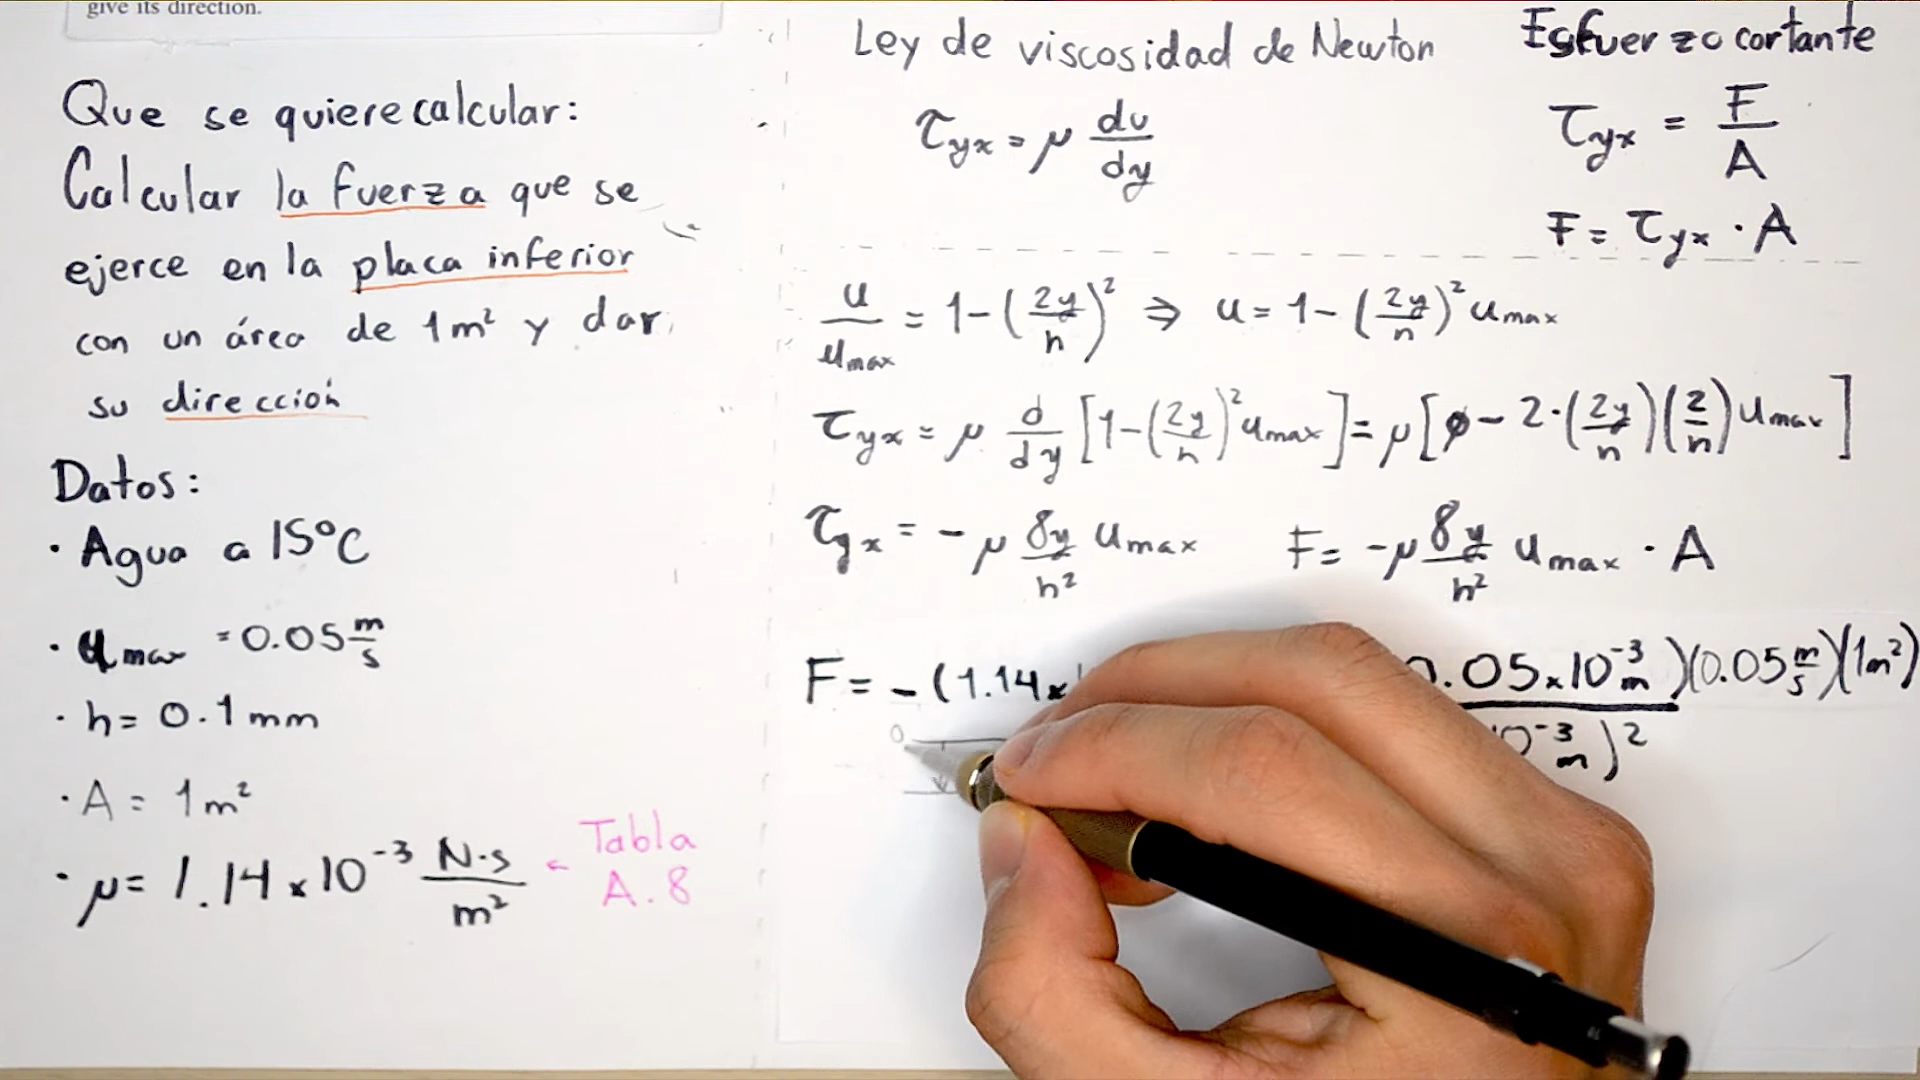 give its direction.
Que se quiere calcular:
Calcular la fuerza que se
ejerce en la placa inferior
con un área de 1m² y dar
su dirección
Datos:
· Agua a 15°C
· umax = 0.05 m/s
· h = 0.1 mm
· A = 1 m²
· μ = 1.14 x 10⁻³ N·s/m² ← Tabla A.8
Ley de viscosidad de Newton
τyx = μ du/dy
Esfuerzo cortante
τyx = F/A
F = τyx · A
u/umax = 1-(2y/h)² ⇒ u = 1-(2y/h)² umax
τyx = μ d/dy [1-(2y/h)² umax] = μ[0 - 2·(2y/h)(2/h) umax]
τyx = -μ 8y/h² umax
F = -μ 8y/h² umax · A
F = -(1.14x 0.05x10⁻³ m)(0.05 m/s)(1m²)
10⁻³ m)²
0